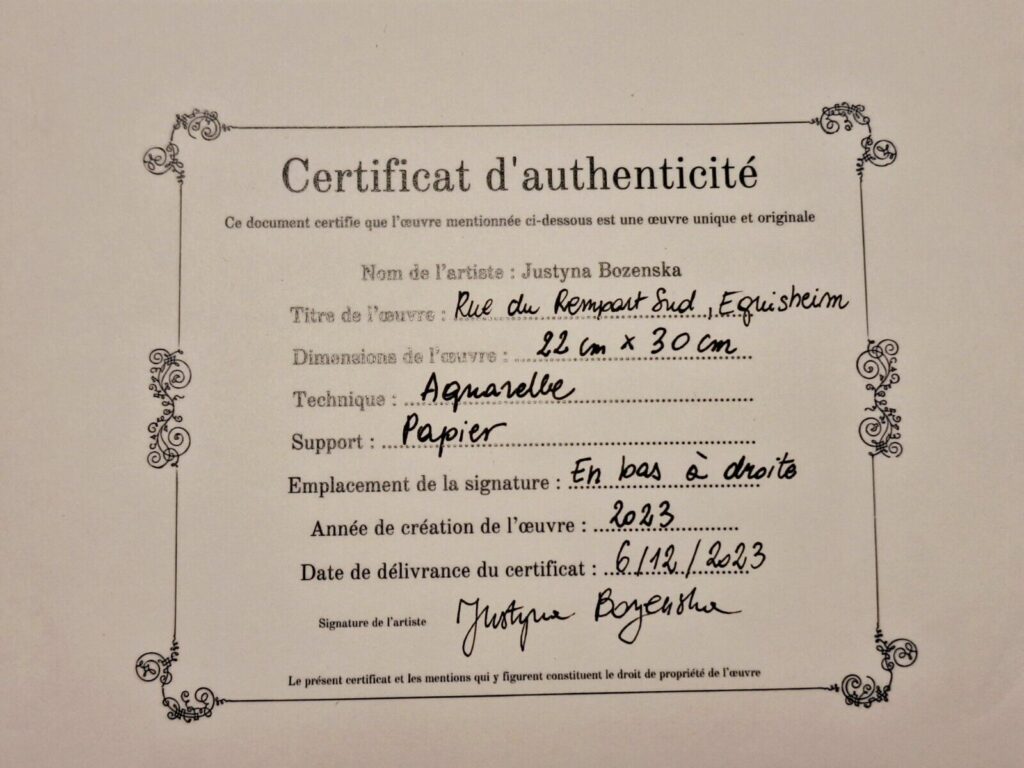 Certificat d'authenticité
Ce document certifie que l'œuvre mentionnée ci-dessous est une œuvre unique et originale
Nom de l'artiste : Justyna Bozenska
Titre de l'œuvre : Rue du Rempart Sud, Eguisheim
Dimensions de l'œuvre : 22 cm x 30 cm
Technique : Aquarelle
Support : Papier
Emplacement de la signature : En bas à droite
Année de création de l'œuvre : 2023
Date de délivrance du certificat : 6/12/2023
Signature de l'artiste Justyna Bozenska
Le présent certificat et les mentions qui y figurent constituent le droit de propriété de l'œuvre